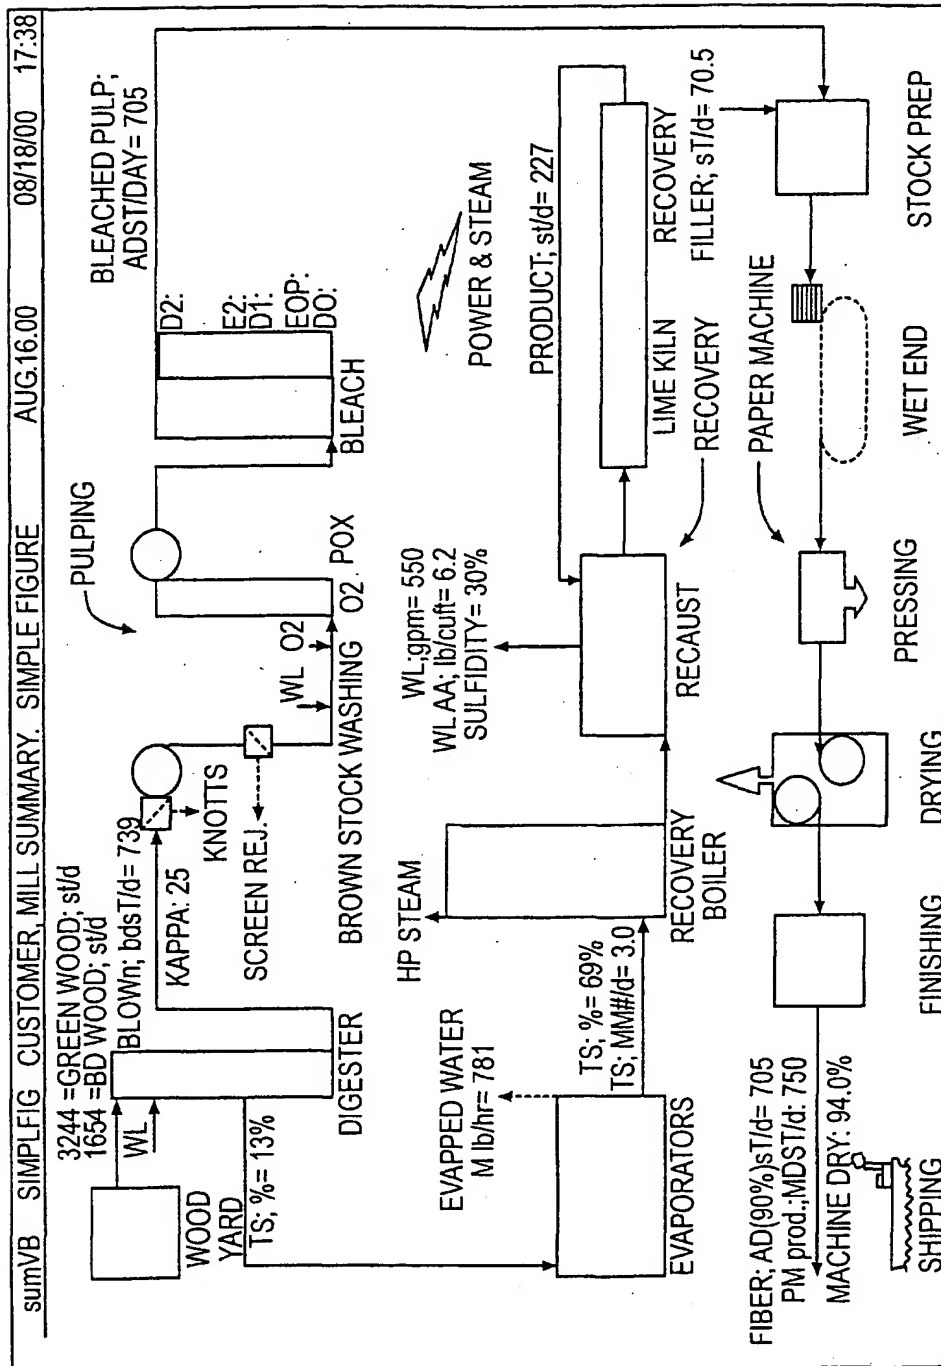 sumVB SIMPLFIG CUSTOMER, MILL SUMMARY. SIMPLE FIGURE AUG.16.00 08/18/00 17:38
3244 =GREEN WOOD; st/d
1654 =BD WOOD; st/d
BLOWn; bdsT/d= 739
WL
WOOD
YARD
TS; %= 13%
DIGESTER
KAPPA: 25
KNOTTS
SCREEN REJ.
BROWN STOCK WASHING
WL
O2
PULPING
O2
POX
BLEACH
D2:
E2:
D1:
EOP:
DO:
BLEACHED PULP;
ADST/DAY= 705
EVAPPED WATER
M lb/hr= 781
EVAPORATORS
TS; %= 69%
TS; MM#/d= 3.0
HP STEAM
RECOVERY
BOILER
WL;gpm= 550
WL AA; lb/cuft= 6.2
SULFIDITY= 30%
RECAUST
RECOVERY
POWER & STEAM
PRODUCT; st/d= 227
LIME KILN
RECOVERY
FILLER; sT/d= 70.5
PAPER MACHINE
FIBER; AD(90%)sT/d= 705
PM prod.;MDST/d: 750
MACHINE DRY: 94.0%
SHIPPING
FINISHING
DRYING
PRESSING
WET END
STOCK PREP